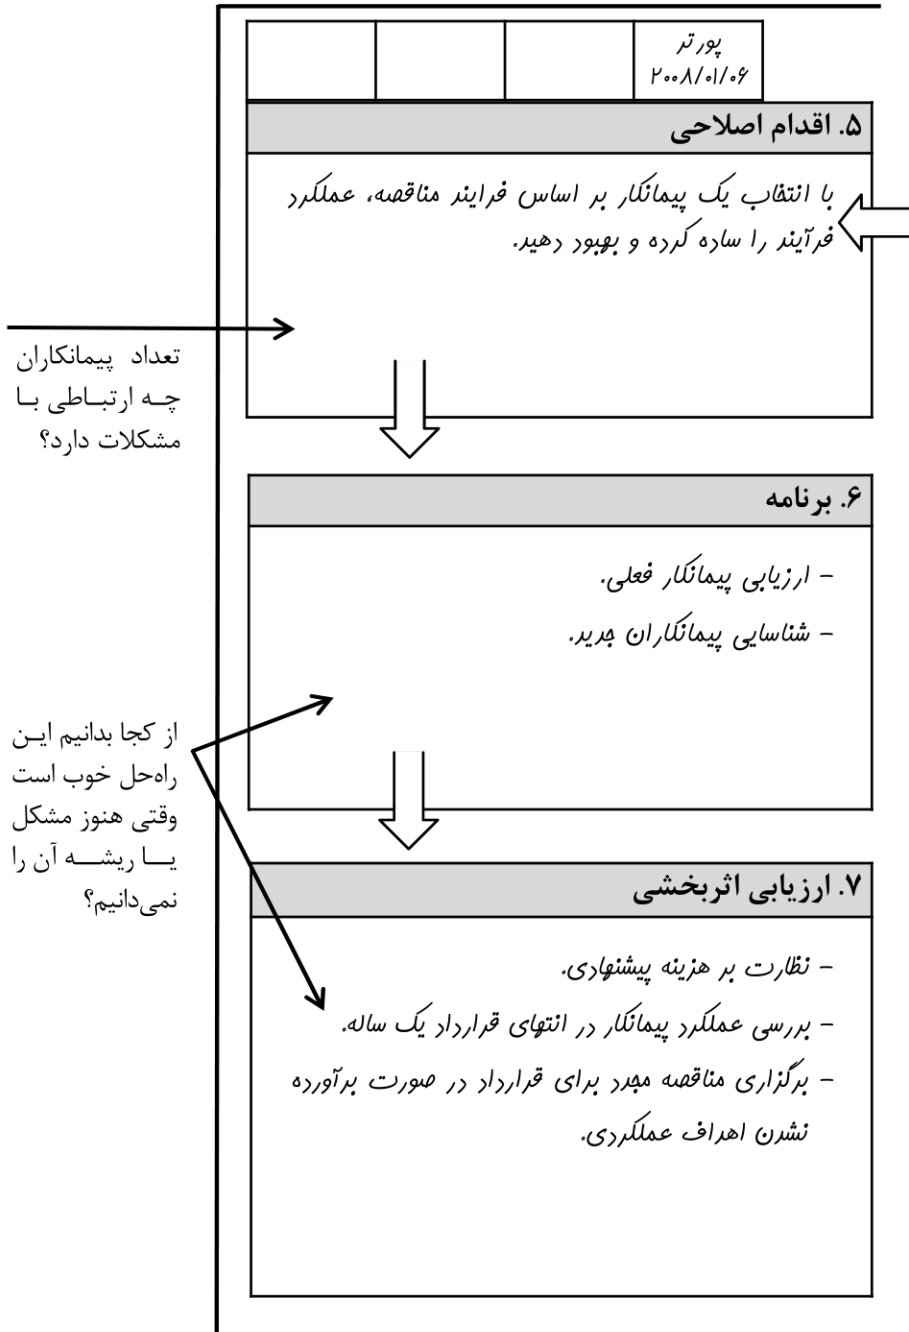 پورتر
۲۰۰۸/۰۱/۰۶
۵. اقدام اصلاحی
با انتخاب یک پیمانکار بر اساس فرایند مناقصه، عملکرد
فرآیند را ساده کرده و بهبود دهید.
تعداد پیمانکاران
چه ارتباطی با
مشکلات دارد؟
۶. برنامه
- ارزیابی پیمانکار فعلی.
- شناسایی پیمانکاران جدید.
از کجا بدانیم این
راه‌حل خوب است
وقتی هنوز مشکل
یا ریشه آن را
نمی‌دانیم؟
۷. ارزیابی اثربخشی
- نظارت بر هزینه پیشنهادی.
- بررسی عملکرد پیمانکار در انتهای قرارداد یک ساله.
- برگزاری مناقصه مجدد برای قرارداد در صورت برآورده
نشدن اهداف عملکردی.